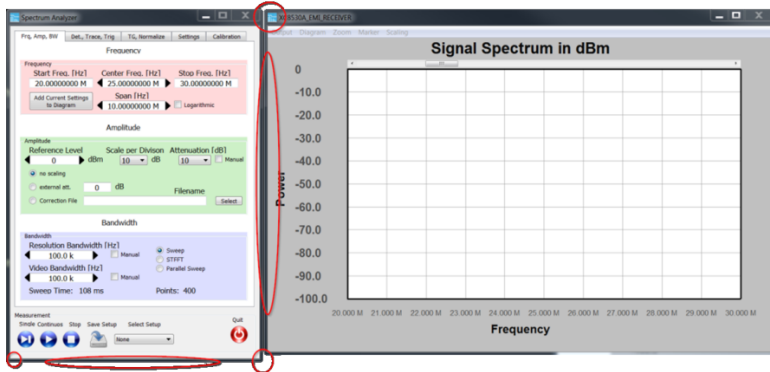 Spectrum Analyzer
Frq, Amp, BW Det., Trace, Trig TG, Normalize Settings Calibration
Frequency
Frequency
Start Freq. [Hz] Center Freq. [Hz] Stop Freq. [Hz]
20.00000000 M 25.00000000 M 30.00000000 M
Add Current Settings to Diagram
Span [Hz]
10.00000000 M Logarithmic
Amplitude
Amplitude
Reference Level Scale per Divison Attenuation [dB]
0 dBm 10 dB 10 Manual
no scaling
external att. 0 dB
Filename
Correction File Select
Bandwidth
Bandwidth
Resolution Bandwidth [Hz]
100.0 k Manual
Sweep
STFFT
Parallel Sweep
Video Bandwidth [Hz]
100.0 k Manual
Sweep Time: 108 ms Points: 400
Measurement
Single Continuos Stop Save Setup Select Setup Quit
None
Diagram Zoom Marker Scaling
Signal Spectrum in dBm
0
-10.0
-20.0
-30.0
-40.0
-50.0
-60.0
-70.0
-80.0
-90.0
-100.0
Power
20.000 M 21.000 M 22.000 M 23.000 M 24.000 M 25.000 M 26.000 M 27.000 M 28.000 M 29.000 M 30.000 M
Frequency